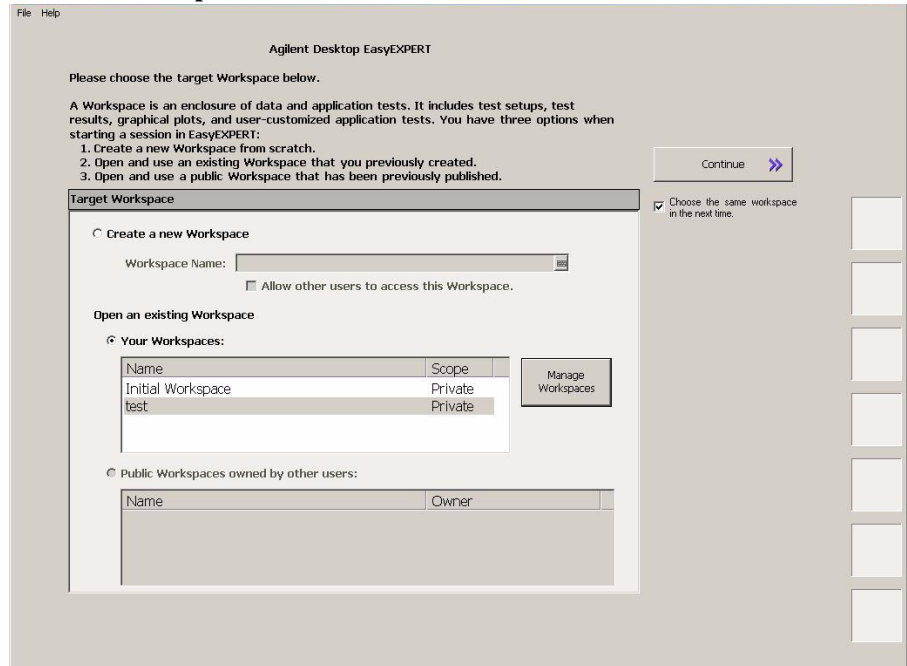 File Help
Agilent Desktop EasyEXPERT
Please choose the target Workspace below.
A Workspace is an enclosure of data and application tests. It includes test setups, test
results, graphical plots, and user-customized application tests. You have three options when
starting a session in EasyEXPERT:
1. Create a new Workspace from scratch.
2. Open and use an existing Workspace that you previously created.
3. Open and use a public Workspace that has been previously published.
Continue
Choose the same workspace
in the next time.
Target Workspace
Create a new Workspace
Workspace Name:
Allow other users to access this Workspace.
Open an existing Workspace
Your Workspaces:
Name Scope
Initial Workspace Private
test Private
Manage
Workspaces
Public Workspaces owned by other users:
Name Owner